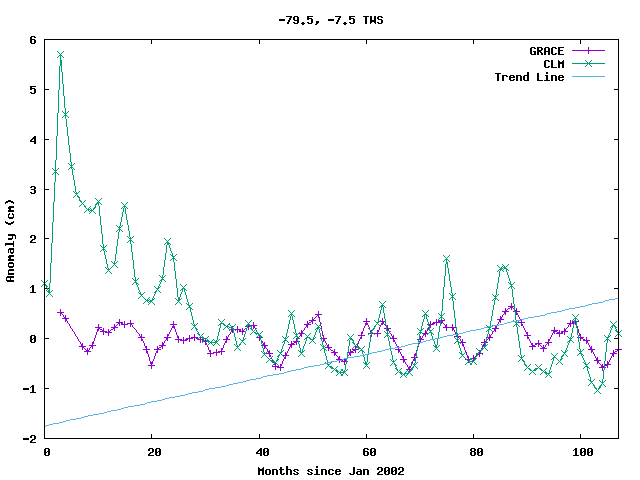 -79.5, -7.5 TWS
GRACE
CLM
Trend Line
Anomaly (cm)
6
5
4
3
2
1
0
-1
-2
0 20 40 60 80 100
Months since Jan 2002